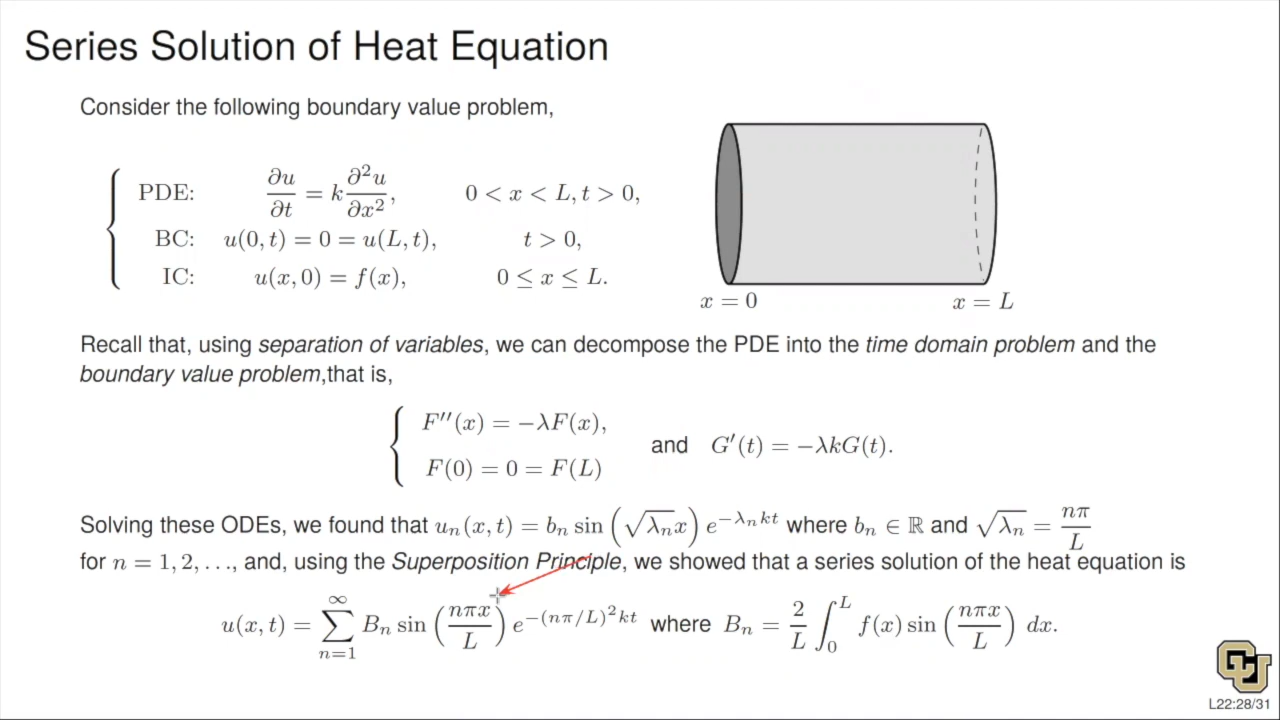 Series Solution of Heat Equation
Consider the following boundary value problem,
PDE: ∂u/∂t = k ∂²u/∂x², 0 < x < L, t > 0,
BC: u(0, t) = 0 = u(L, t), t > 0,
IC: u(x, 0) = f(x), 0 ≤ x ≤ L.
x = 0 x = L
Recall that, using separation of variables, we can decompose the PDE into the time domain problem and the
boundary value problem,that is,
F″(x) = −λF(x),
F(0) = 0 = F(L)
and G′(t) = −λkG(t).
Solving these ODEs, we found that uₙ(x, t) = bₙ sin(√λₙx) e^{−λₙkt} where bₙ ∈ ℝ and √λₙ = nπ/L
for n = 1, 2, . . ., and, using the Superposition Principle, we showed that a series solution of the heat equation is
u(x, t) = ∑_{n=1}^{∞} Bₙ sin(nπx/L) e^{−(nπ/L)²kt} where Bₙ = 2/L ∫₀^L f(x) sin(nπx/L) dx.
CU
L22:28/31